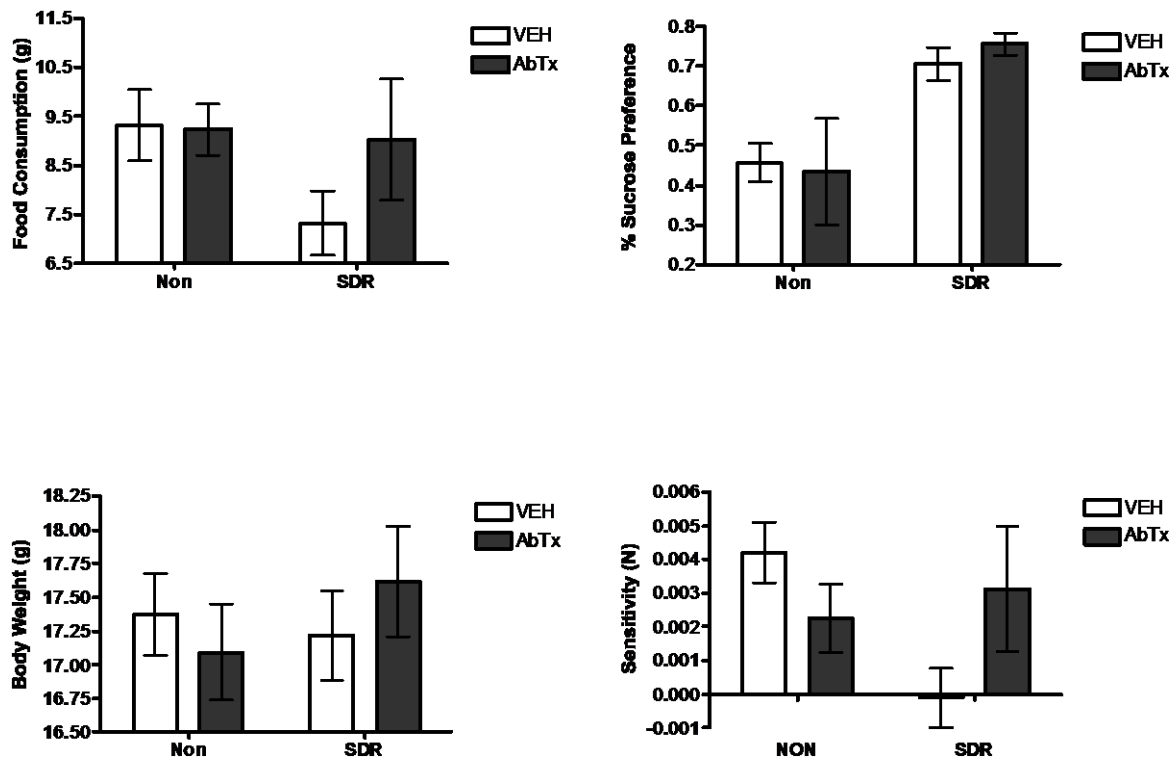 Food Consumption (g)
11.5
10.5
9.5
8.5
7.5
6.5
Non
SDR
VEH
AbTx
% Sucrose Preference
0.8
0.7
0.6
0.5
0.4
0.3
0.2
Non
SDR
VEH
AbTx
Body Weight (g)
18.25
18.00
17.75
17.50
17.25
17.00
16.75
16.50
Non
SDR
VEH
AbTx
Sensitivity (N)
0.006
0.005
0.004
0.003
0.002
0.001
0.000
-0.001
NON
SDR
VEH
AbTx